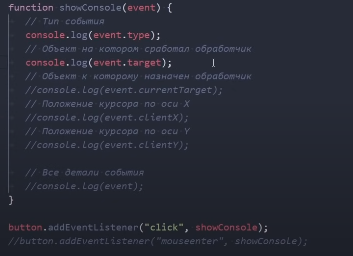 function showConsole(event) {
// Тип события
console.log(event.type);
// Объект на котором сработал обработчик
console.log(event.target);
// Объект к которому назначен обработчик
//console.log(event.currentTarget);
// Положение курсора по оси X
//console.log(event.clientX);
// Положение курсора по оси Y
//console.log(event.clientY);
// Все детали события
//console.log(event);
}
button.addEventListener("click", showConsole);
//button.addEventListener("mouseenter", showConsole);